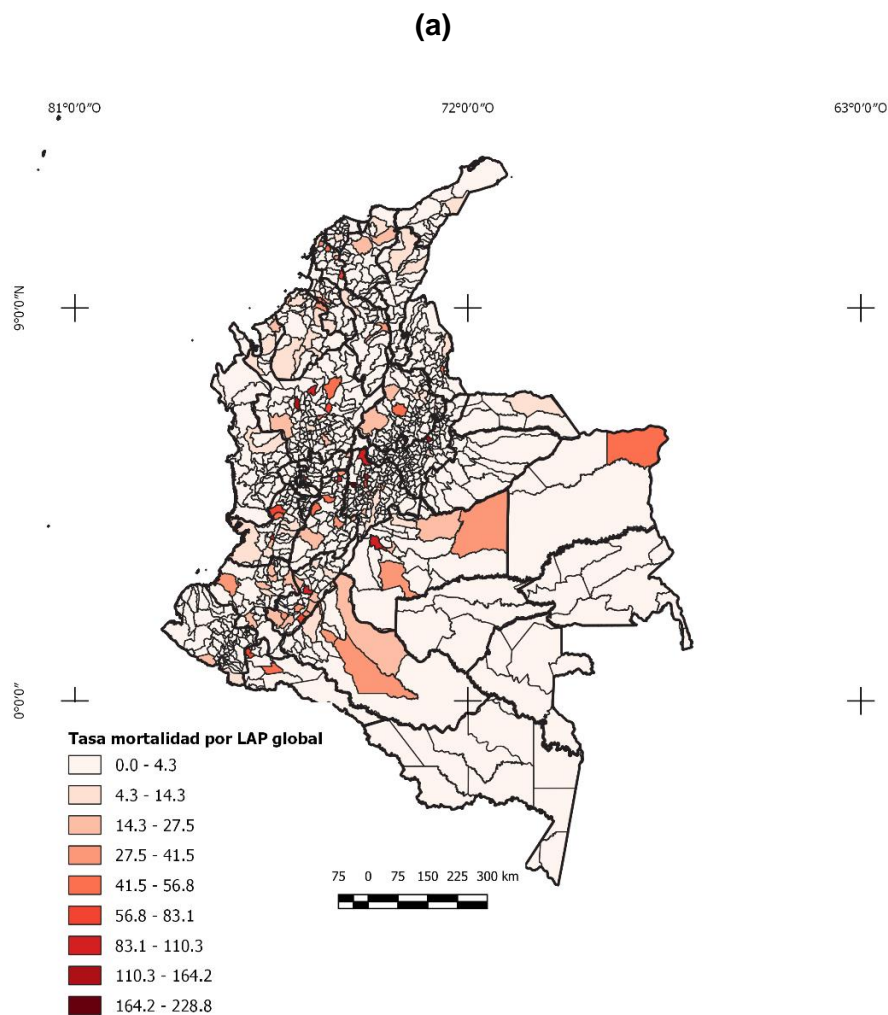 (a)
81°0'0"O 72°0'0"O 63°0'0"O
9°0'0"N
0°0'0"
Tasa mortalidad por LAP global
0.0 - 4.3
4.3 - 14.3
14.3 - 27.5
27.5 - 41.5
41.5 - 56.8
56.8 - 83.1
83.1 - 110.3
110.3 - 164.2
164.2 - 228.8
75 0 75 150 225 300 km